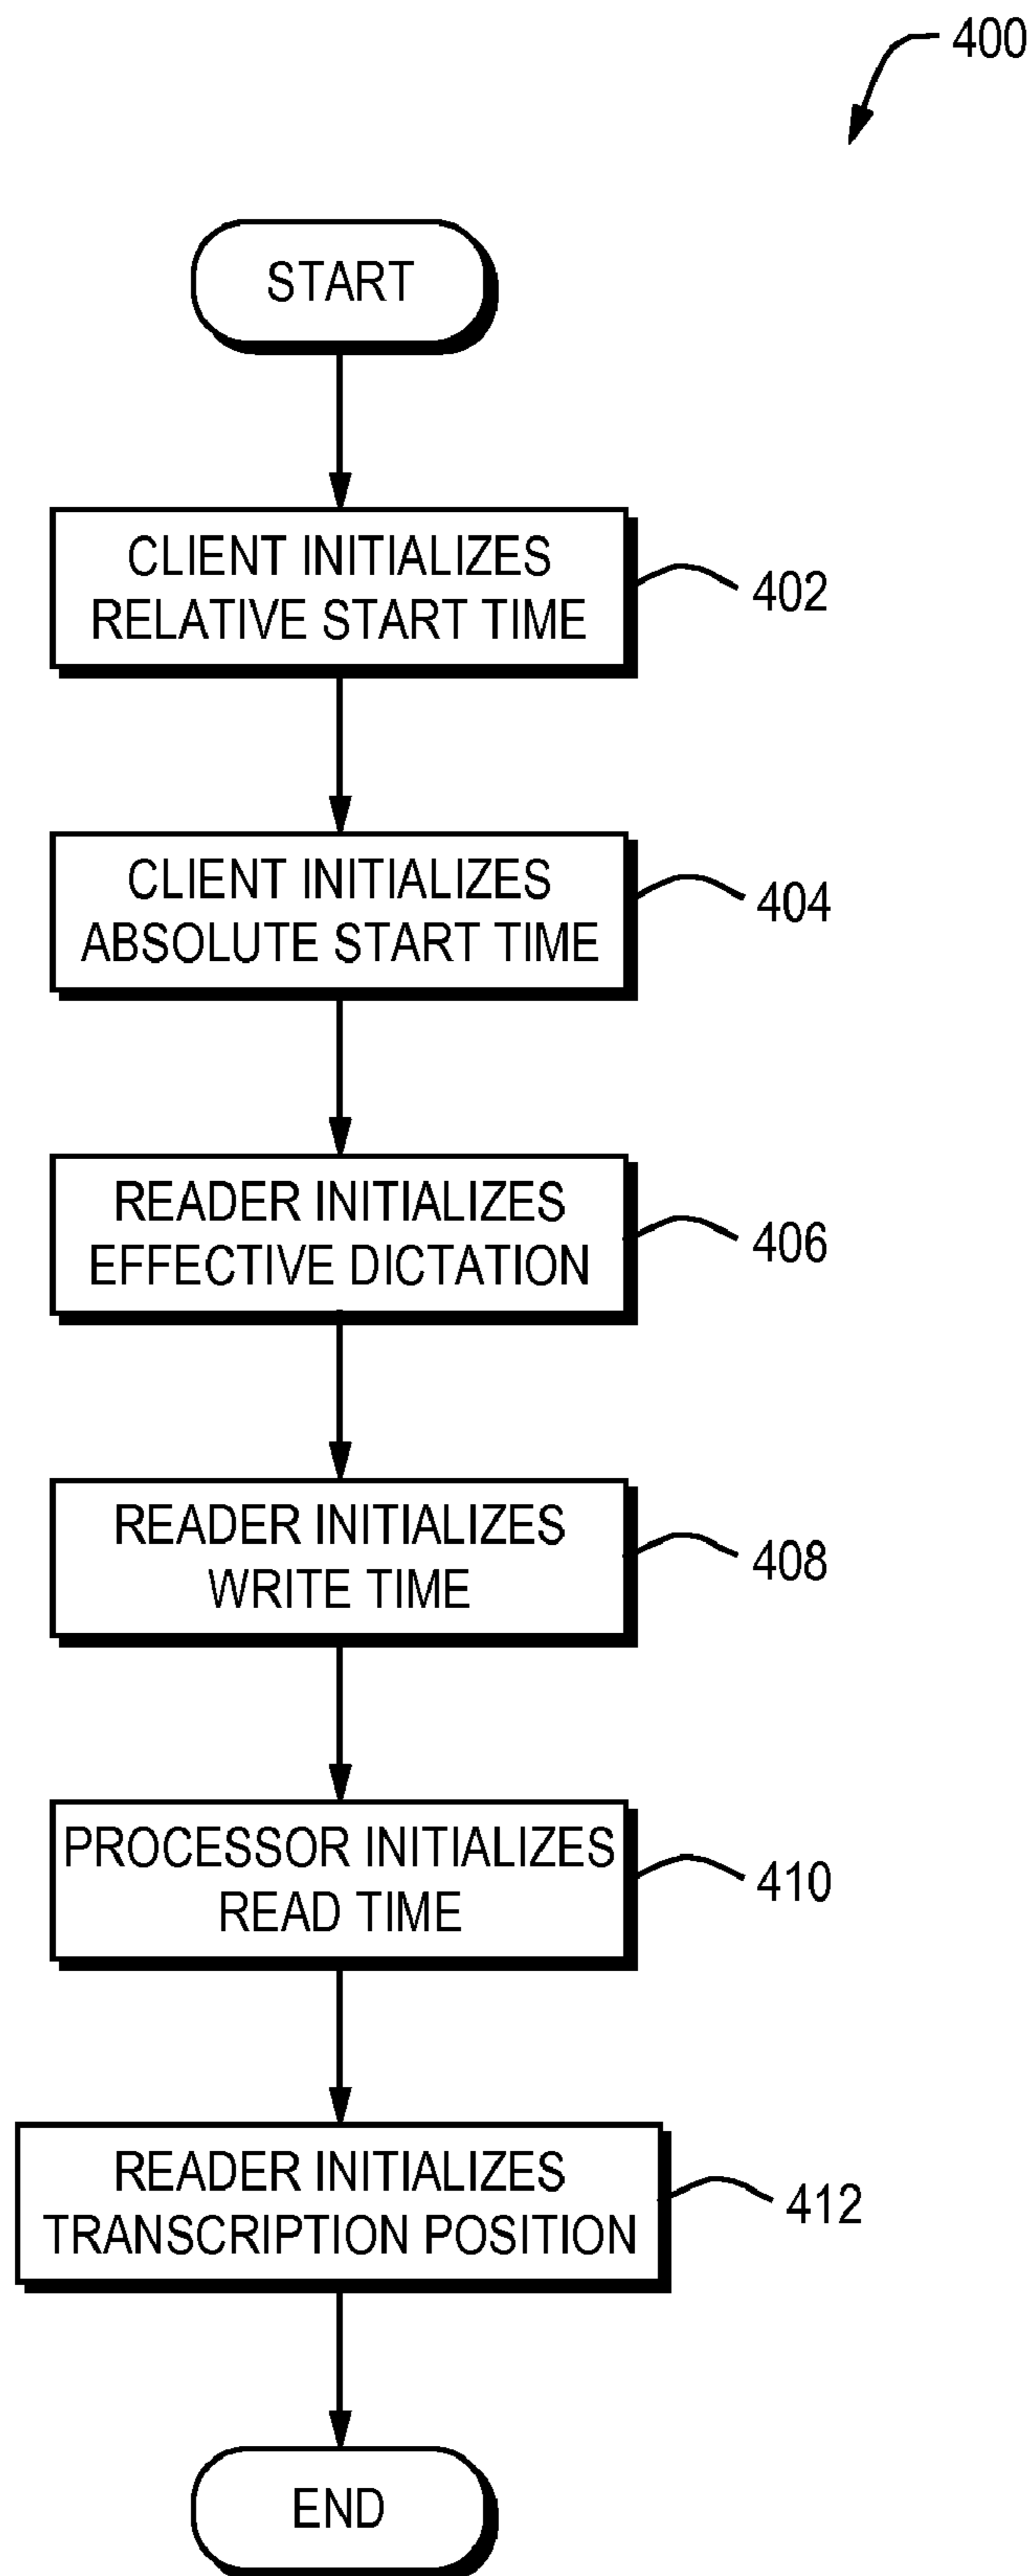 400
START
CLIENT INITIALIZES
RELATIVE START TIME
402
CLIENT INITIALIZES
ABSOLUTE START TIME
404
READER INITIALIZES
EFFECTIVE DICTATION
406
READER INITIALIZES
WRITE TIME
408
PROCESSOR INITIALIZES
READ TIME
410
READER INITIALIZES
TRANSCRIPTION POSITION
412
END